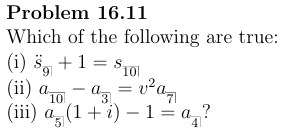 Problem 16.11
Which of the following are true:
(i) s̈_{9̅|} + 1 = s_{10̅|}
(ii) a_{10̅|} − a_{3̅|} = v²a_{7̅|}
(iii) a_{5̅|}(1 + i) − 1 = a_{4̅|}?